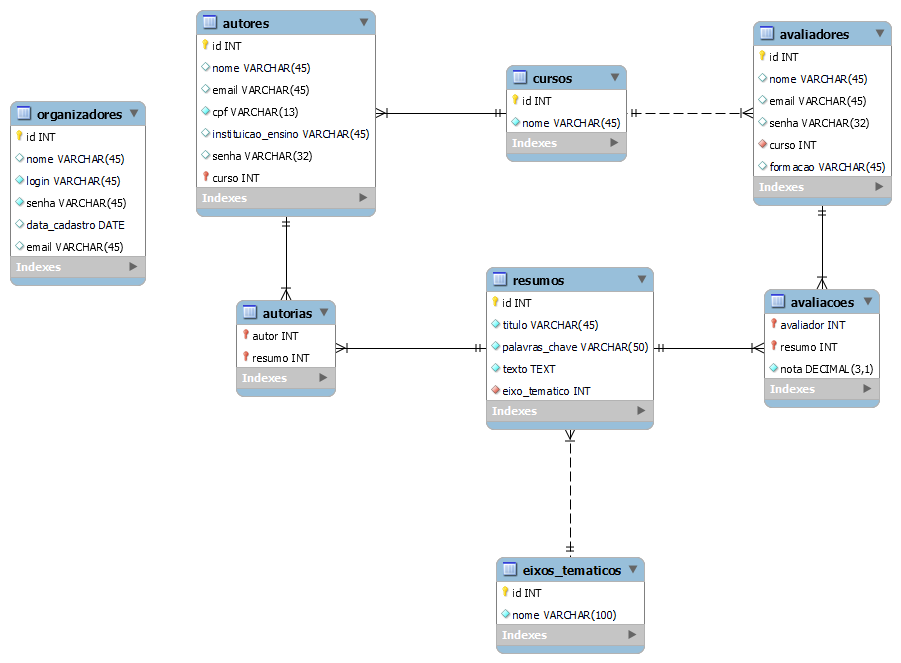 organizadores
id INT
nome VARCHAR(45)
login VARCHAR(45)
senha VARCHAR(45)
data_cadastro DATE
email VARCHAR(45)
Indexes
autores
id INT
nome VARCHAR(45)
email VARCHAR(45)
cpf VARCHAR(13)
instituicao_ensino VARCHAR(45)
senha VARCHAR(32)
curso INT
Indexes
cursos
id INT
nome VARCHAR(45)
Indexes
avaliadores
id INT
nome VARCHAR(45)
email VARCHAR(45)
senha VARCHAR(32)
curso INT
formacao VARCHAR(45)
Indexes
autorias
autor INT
resumo INT
Indexes
resumos
id INT
titulo VARCHAR(45)
palavras_chave VARCHAR(50)
texto TEXT
eixo_tematico INT
Indexes
avaliacoes
avaliador INT
resumo INT
nota DECIMAL(3,1)
Indexes
eixos_tematicos
id INT
nome VARCHAR(100)
Indexes